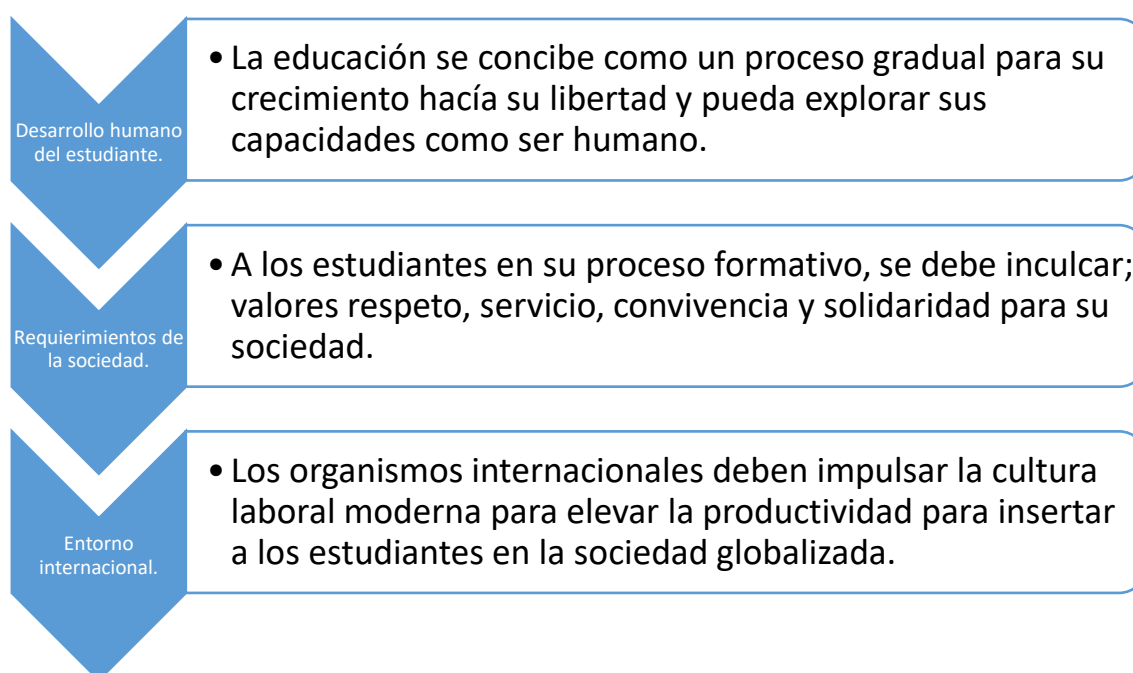 Desarrollo humano
del estudiante.
• La educación se concibe como un proceso gradual para su
crecimiento hacía su libertad y pueda explorar sus
capacidades como ser humano.
Requierimientos de
la sociedad.
• A los estudiantes en su proceso formativo, se debe inculcar;
valores respeto, servicio, convivencia y solidaridad para su
sociedad.
Entorno
internacional.
• Los organismos internacionales deben impulsar la cultura
laboral moderna para elevar la productividad para insertar
a los estudiantes en la sociedad globalizada.